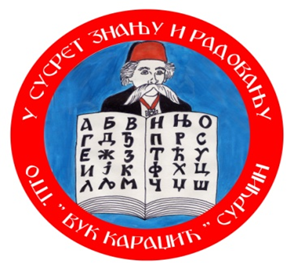 У СУСРЕТ ЗНАЊУ И РАДОВАЊУ
А Б В
Г Д Ђ
Е Ж З
И Ј К
Л Љ М
Н Њ О
П Р С
Т Ћ У
Ф Х Ц
Ч Џ Ш
ОШ. "ВУК КАРАЏИЋ" СУРЧИН